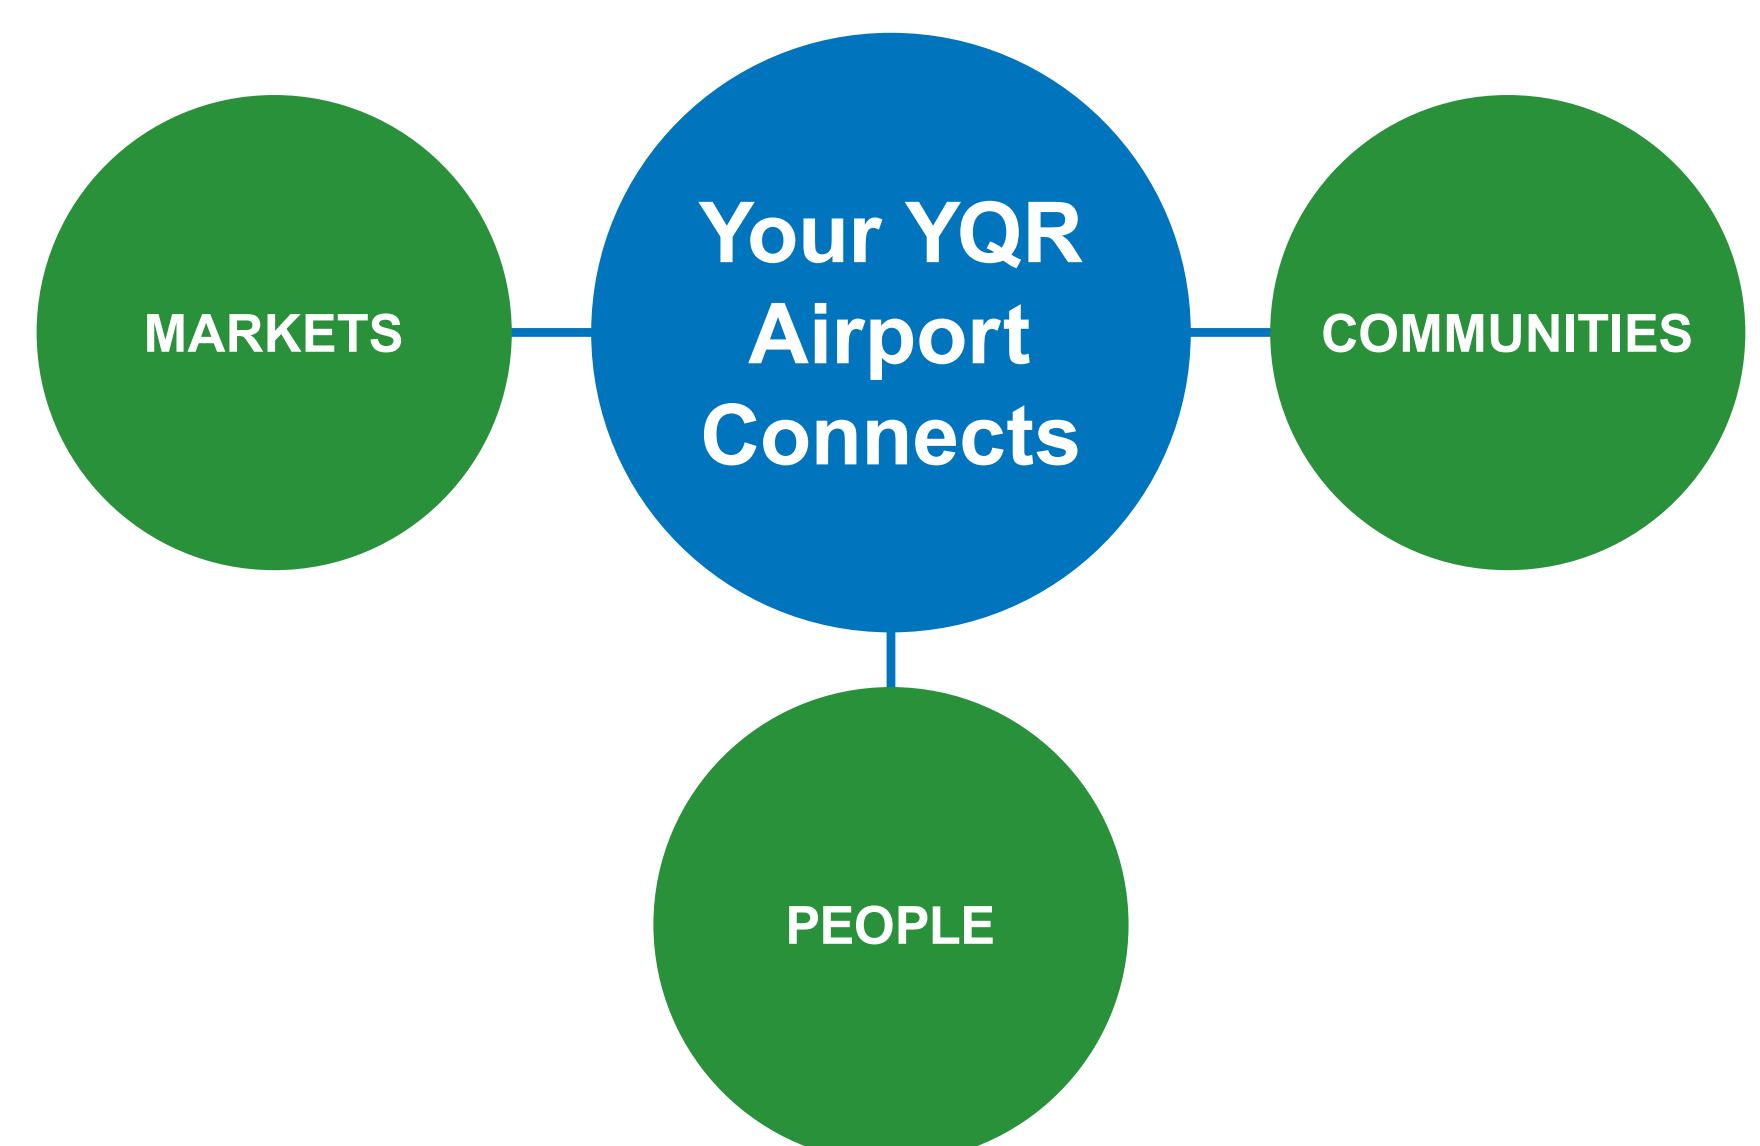 Your YQR
Airport
Connects
MARKETS
COMMUNITIES
PEOPLE